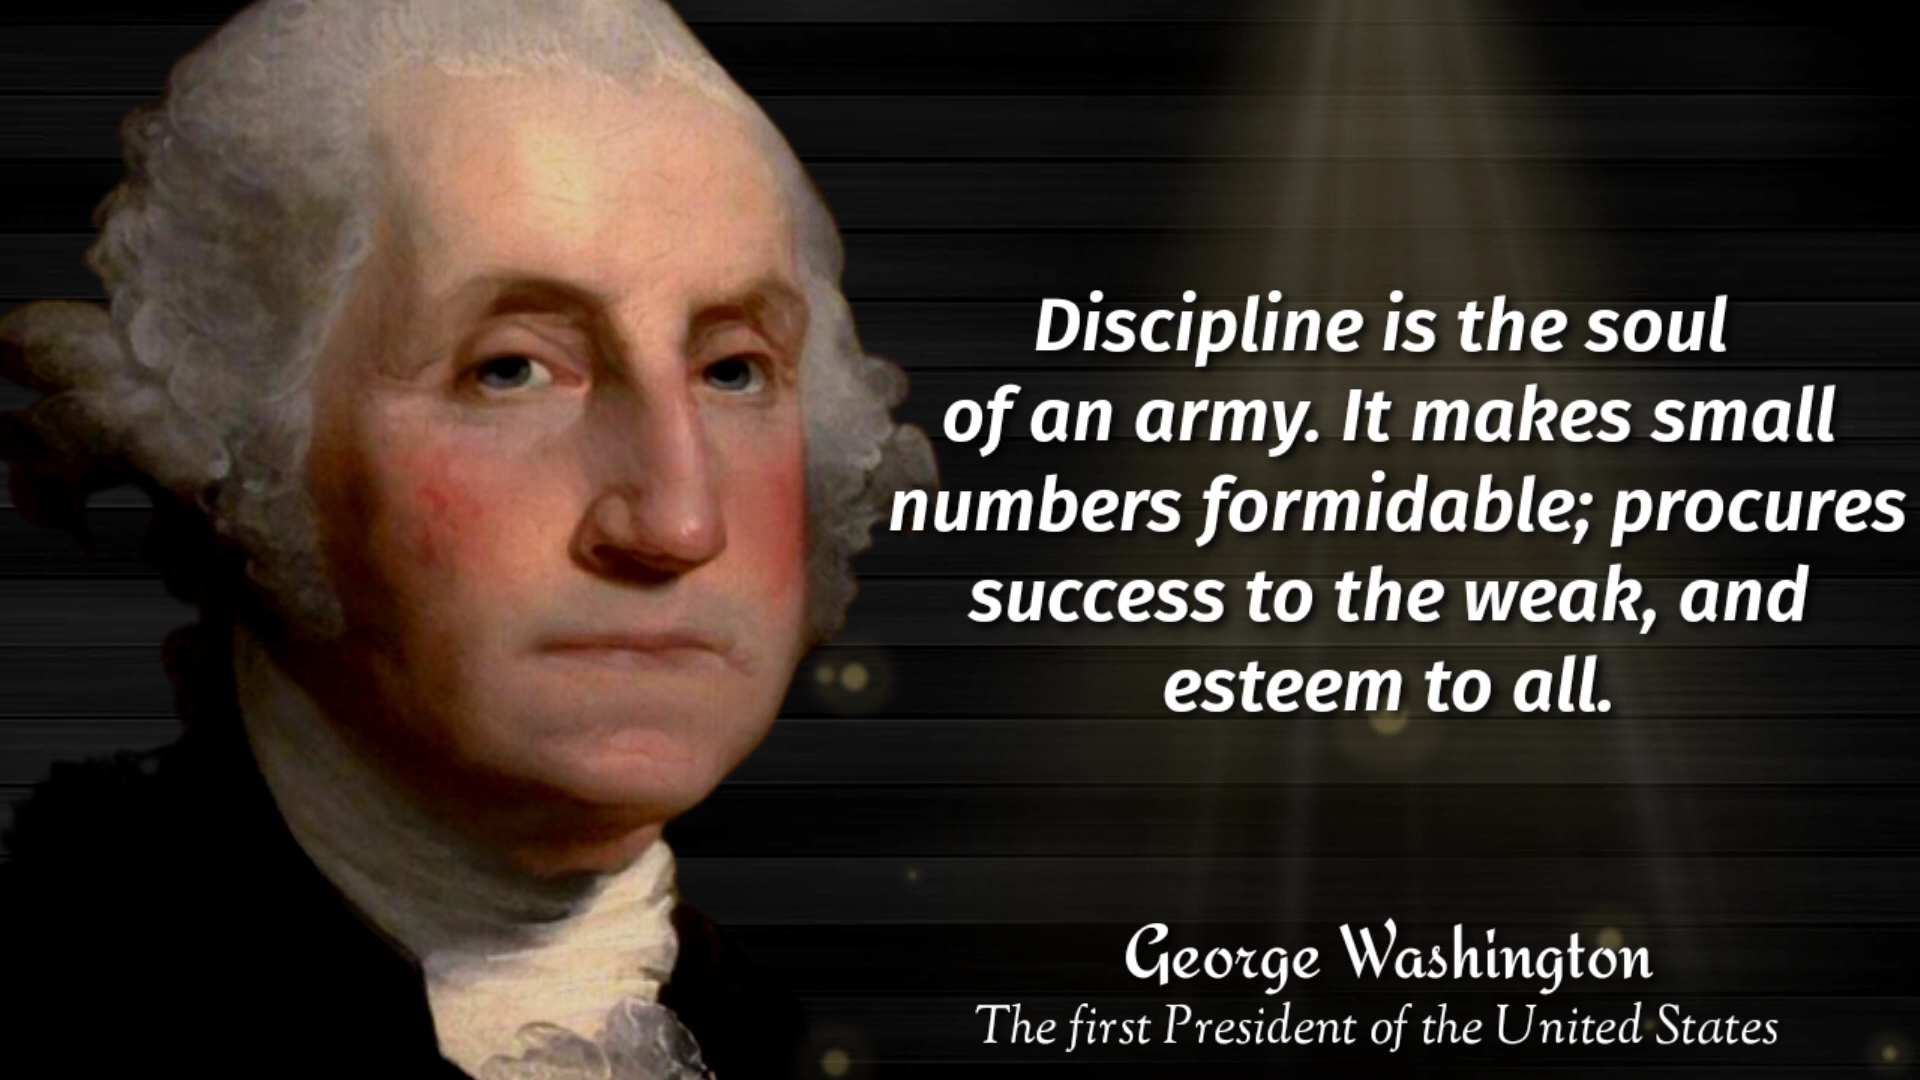 Discipline is the soul
of an army. It makes small
numbers formidable; procures
success to the weak, and
esteem to all.
George Washington
The first President of the United States